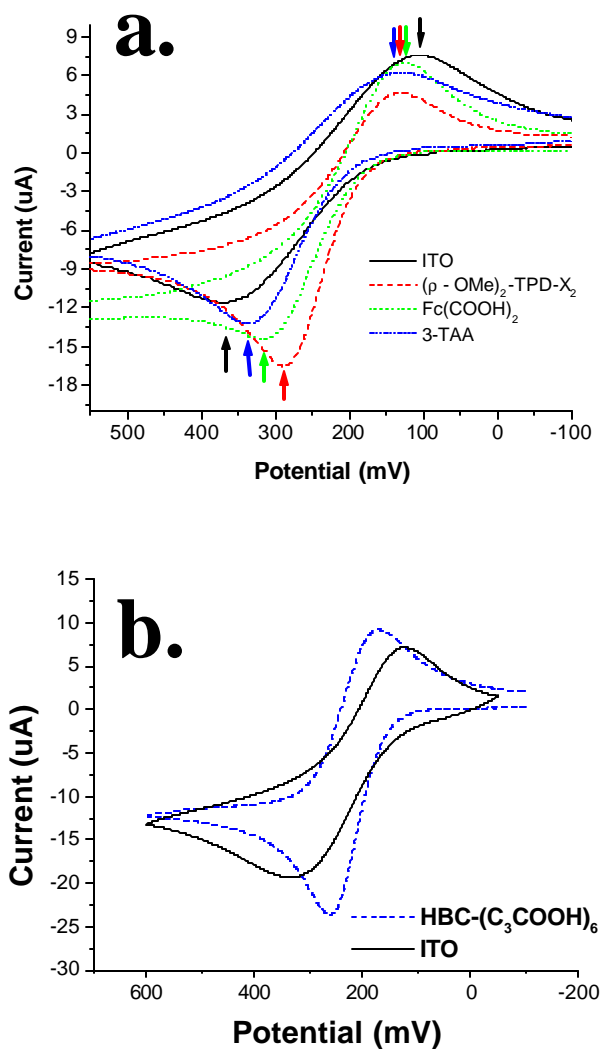 a.
9
6
3
0
-3
-6
-9
-12
-15
-18
Current (uA)
ITO
(ρ - OMe)₂-TPD-X₂
Fc(COOH)₂
3-TAA
500 400 300 200 100 0 -100
Potential (mV)
b.
15
10
5
0
-5
-10
-15
-20
-25
-30
Current (uA)
HBC-(C₃COOH)₆
ITO
600 400 200 0 -200
Potential (mV)